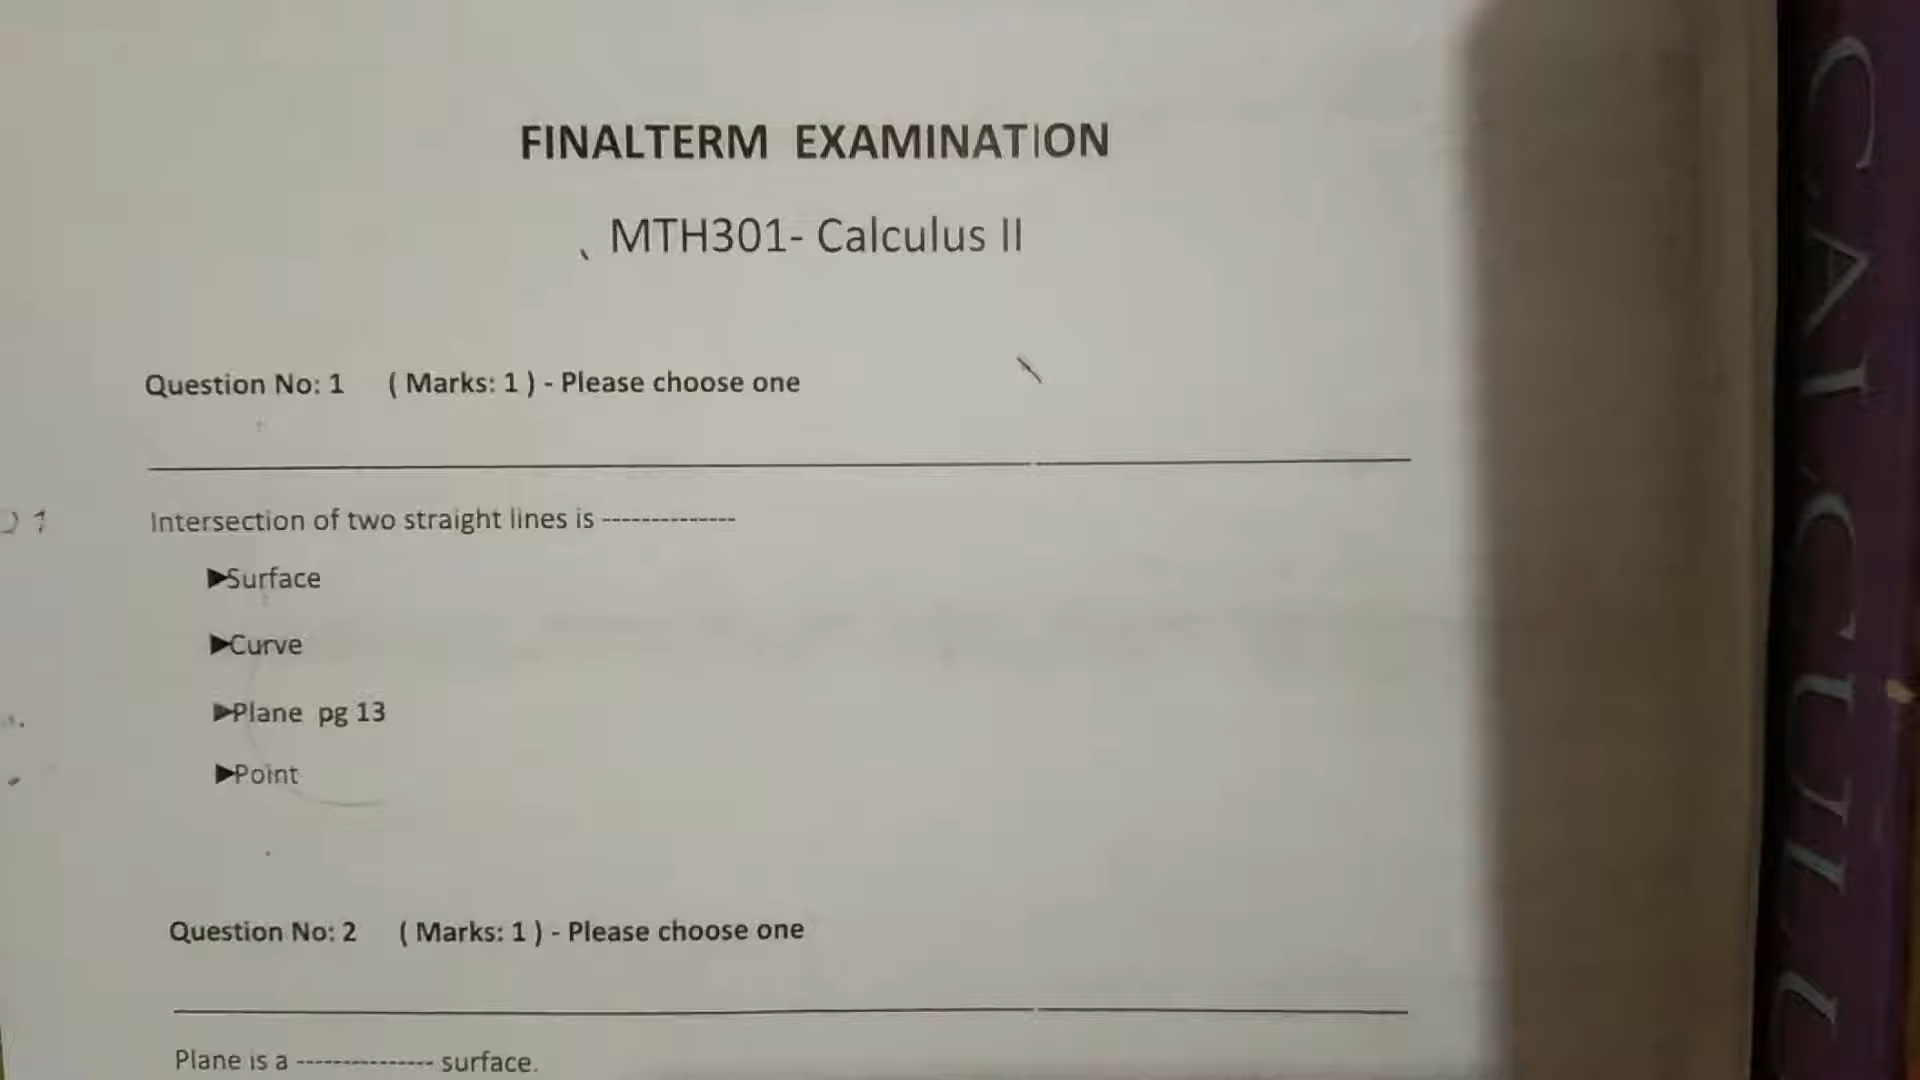 FINALTERM EXAMINATION
MTH301- Calculus II
Question No: 1 ( Marks: 1 ) - Please choose one
Intersection of two straight lines is --------------
►Surface
►Curve
►Plane pg 13
►Point
Question No: 2 ( Marks: 1 ) - Please choose one
Plane is a --------------- surface.
CALCUL